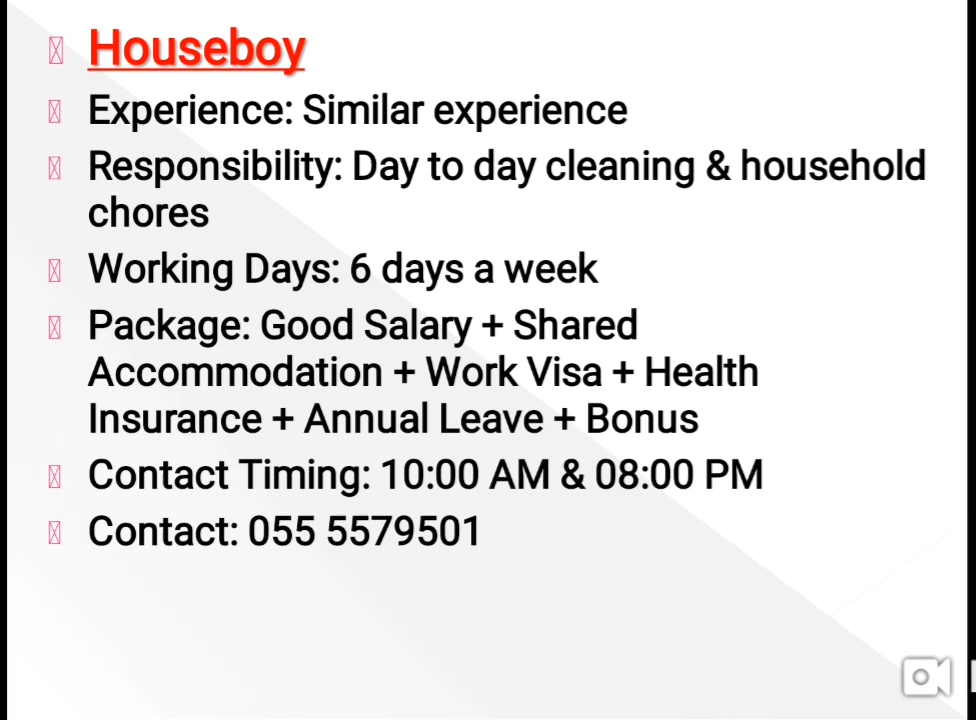 Houseboy
Experience: Similar experience
Responsibility: Day to day cleaning & household
chores
Working Days: 6 days a week
Package: Good Salary + Shared
Accommodation + Work Visa + Health
Insurance + Annual Leave + Bonus
Contact Timing: 10:00 AM & 08:00 PM
Contact: 055 5579501